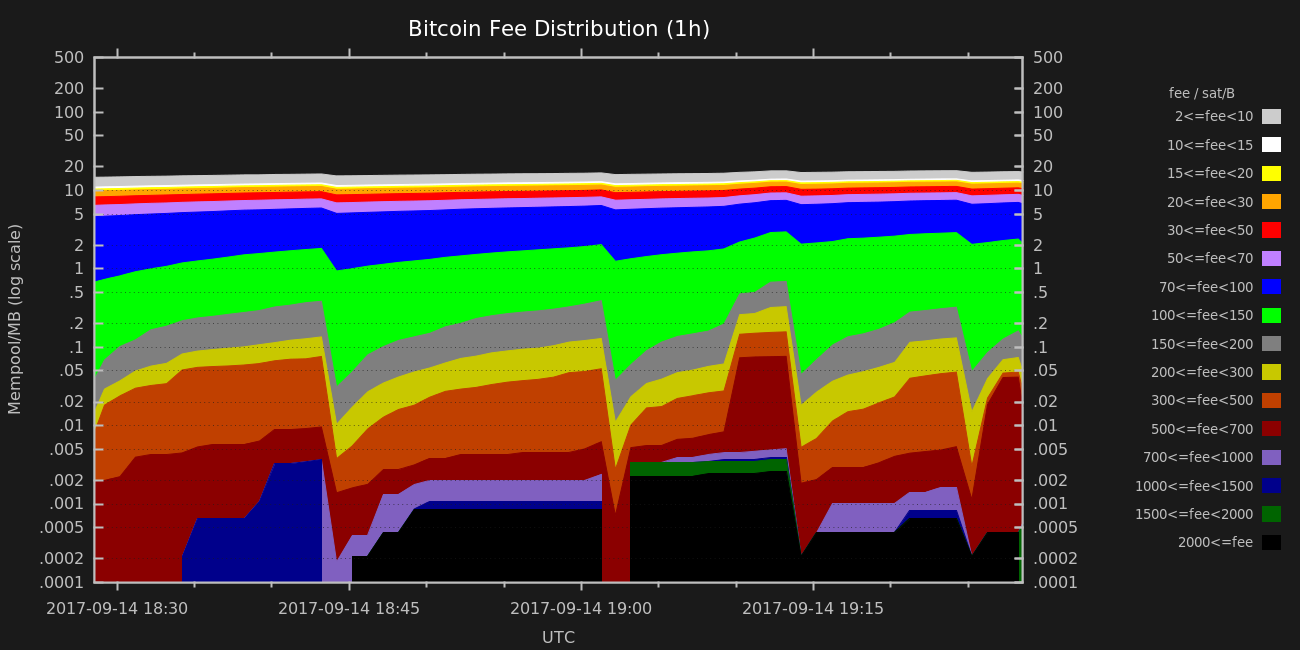 Bitcoin Fee Distribution (1h)
Mempool/MB (log scale)
500
200
100
50
20
10
5
2
1
.5
.2
.1
.05
.02
.01
.005
.002
.001
.0005
.0002
.0001
500
200
100
50
20
10
5
2
1
.5
.2
.1
.05
.02
.01
.005
.002
.001
.0005
.0002
.0001
2017-09-14 18:30
2017-09-14 18:45
2017-09-14 19:00
2017-09-14 19:15
UTC
fee / sat/B
2<=fee<10
10<=fee<15
15<=fee<20
20<=fee<30
30<=fee<50
50<=fee<70
70<=fee<100
100<=fee<150
150<=fee<200
200<=fee<300
300<=fee<500
500<=fee<700
700<=fee<1000
1000<=fee<1500
1500<=fee<2000
2000<=fee